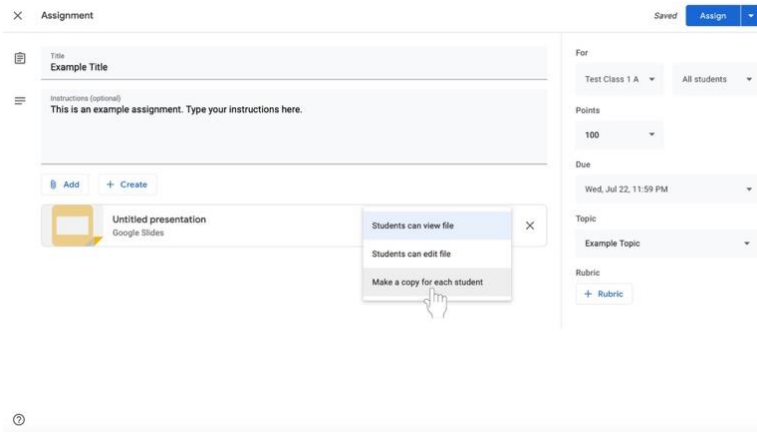 Assignment
Saved
Assign
Title
Example Title
Instructions (optional)
This is an example assignment. Type your instructions here.
Add
+ Create
Untitled presentation
Google Slides
Students can view file
Students can edit file
Make a copy for each student
For
Test Class 1 A
All students
Points
100
Due
Wed, Jul 22, 11:59 PM
Topic
Example Topic
Rubric
+ Rubric